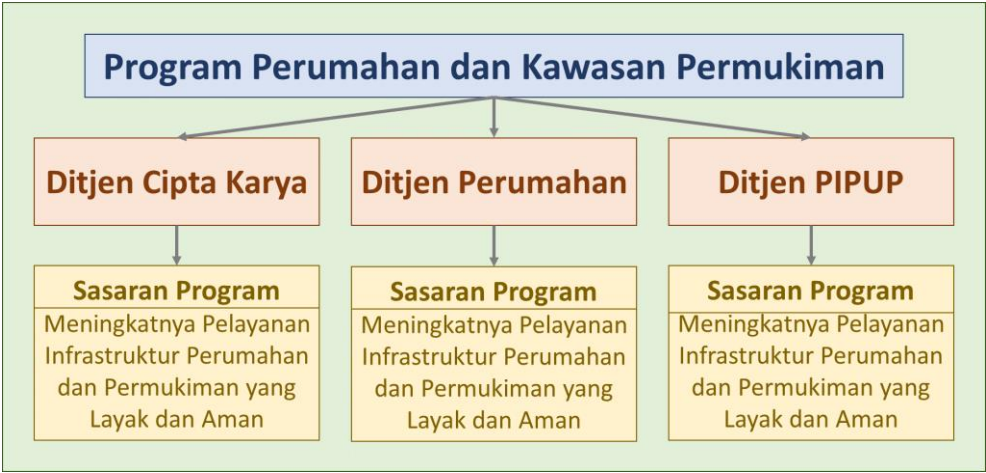 Program Perumahan dan Kawasan Permukiman
Ditjen Cipta Karya
Ditjen Perumahan
Ditjen PIPUP
Sasaran Program
Meningkatnya Pelayanan
Infrastruktur Perumahan
dan Permukiman yang
Layak dan Aman
Sasaran Program
Meningkatnya Pelayanan
Infrastruktur Perumahan
dan Permukiman yang
Layak dan Aman
Sasaran Program
Meningkatnya Pelayanan
Infrastruktur Perumahan
dan Permukiman yang
Layak dan Aman